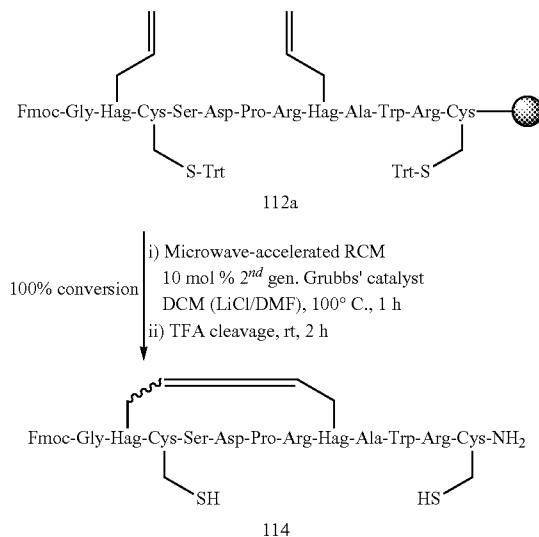 Fmoc-Gly-Hag-Cys-Ser-Asp-Pro-Arg-Hag-Ala-Trp-Arg-Cys
S-Trt
Trt-S
112a
100% conversion
i) Microwave-accelerated RCM
10 mol % 2nd gen. Grubbs' catalyst
DCM (LiCl/DMF), 100° C., 1 h
ii) TFA cleavage, rt, 2 h
Fmoc-Gly-Hag-Cys-Ser-Asp-Pro-Arg-Hag-Ala-Trp-Arg-Cys-NH2
SH
HS
114